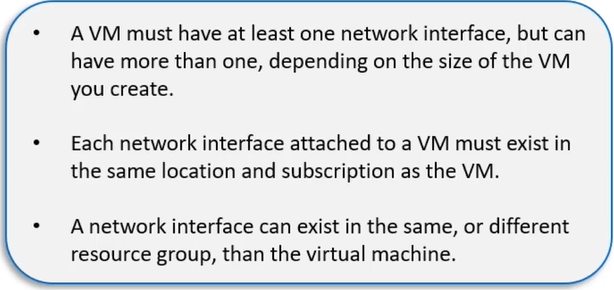 • A VM must have at least one network interface, but can
have more than one, depending on the size of the VM
you create.
• Each network interface attached to a VM must exist in
the same location and subscription as the VM.
• A network interface can exist in the same, or different
resource group, than the virtual machine.